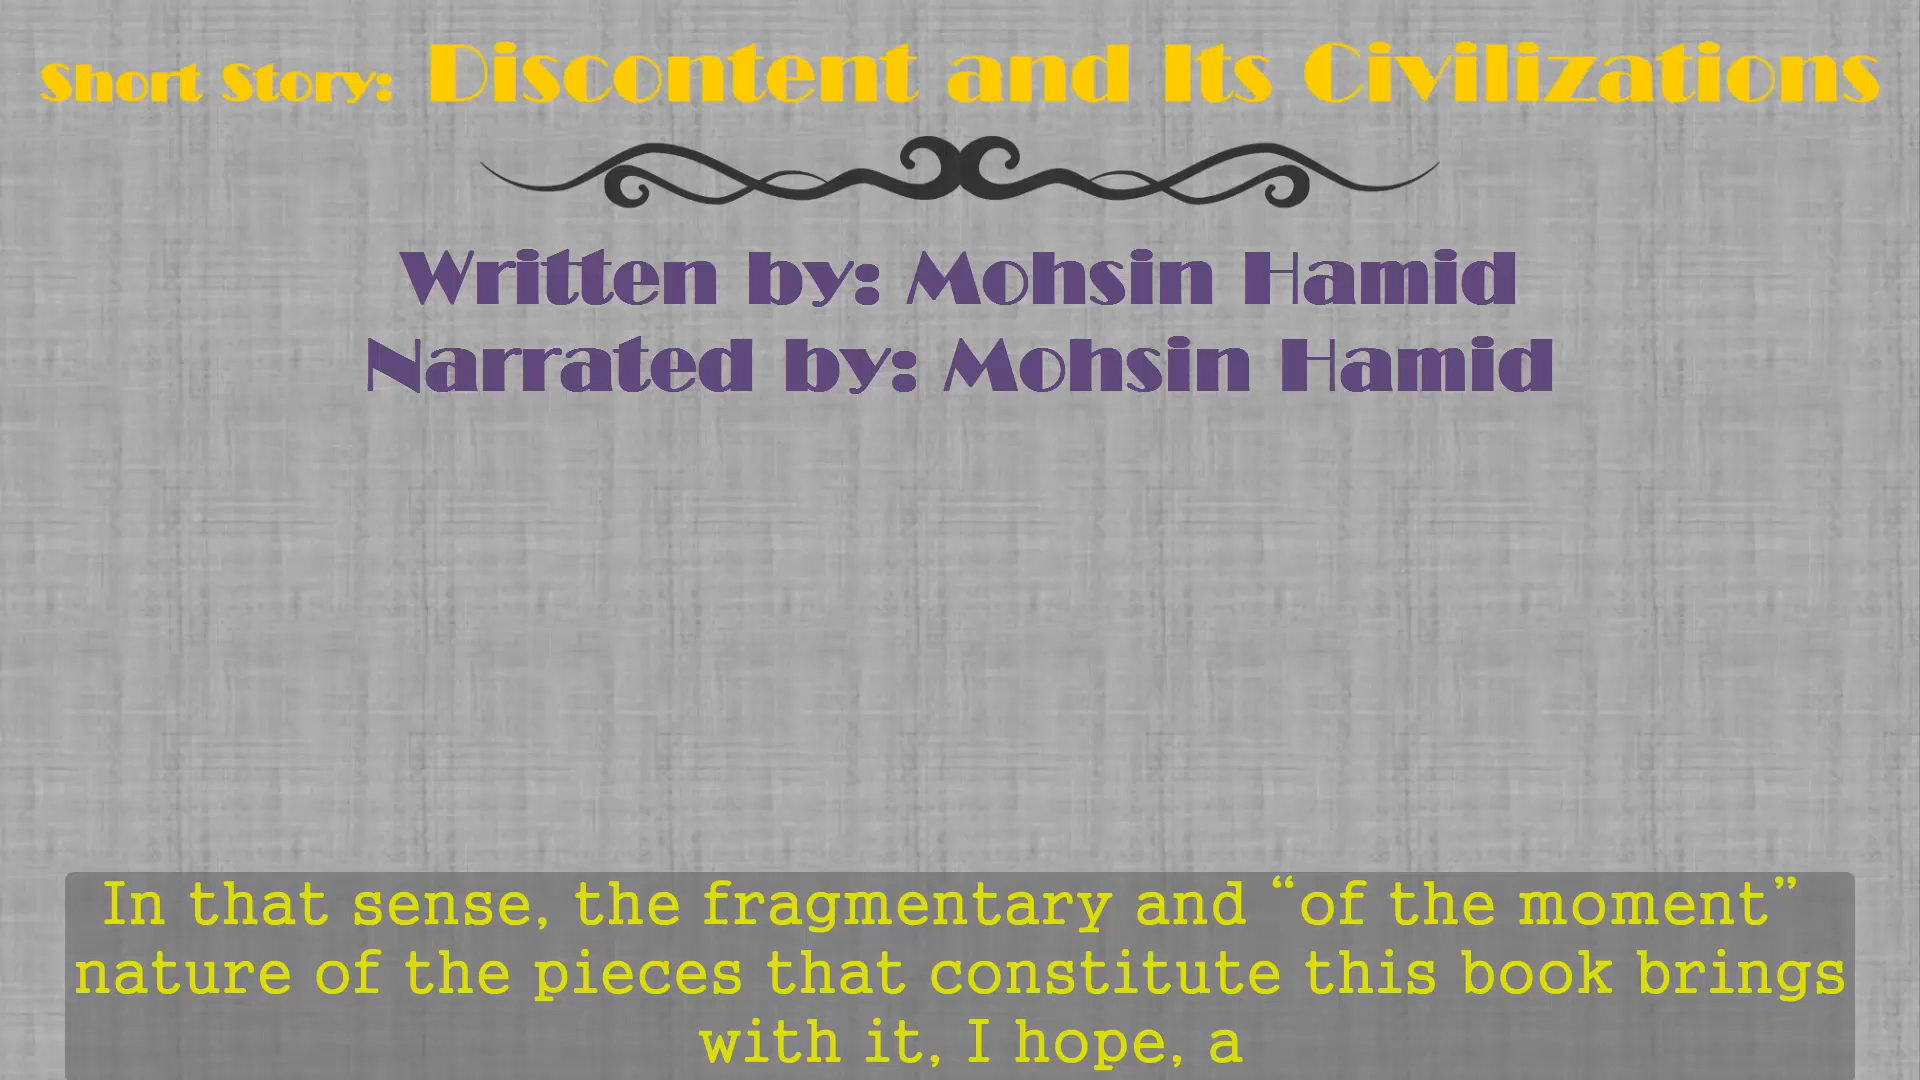 Short Story: Discontent and Its Civilizations
Written by: Mohsin Hamid
Narrated by: Mohsin Hamid
In that sense, the fragmentary and “of the moment”
nature of the pieces that constitute this book brings
with it, I hope, a